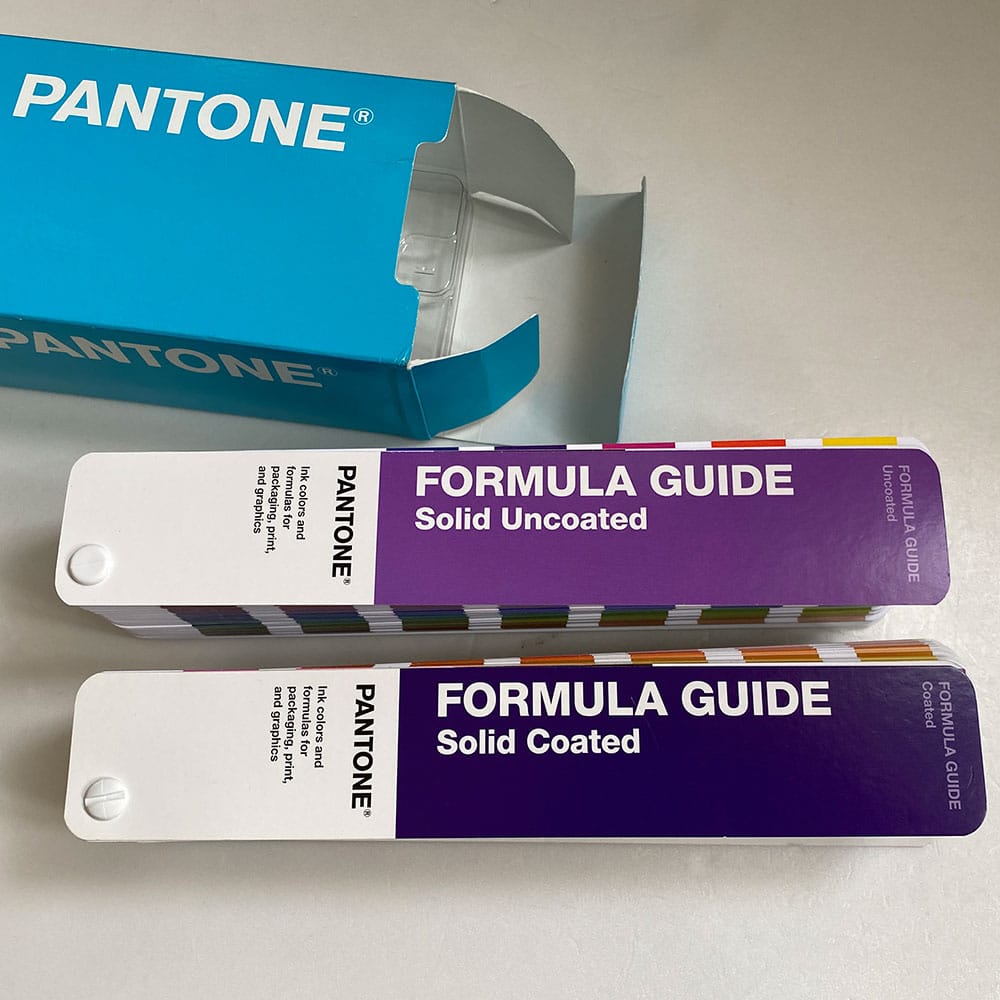 PANTONE®
PANTONE®
Ink colors and
formulas for
packaging, print,
and graphics
PANTONE®
FORMULA GUIDE
Solid Uncoated
FORMULA GUIDE
Uncoated
Ink colors and
formulas for
packaging, print,
and graphics
PANTONE®
FORMULA GUIDE
Solid Coated
FORMULA GUIDE
Coated